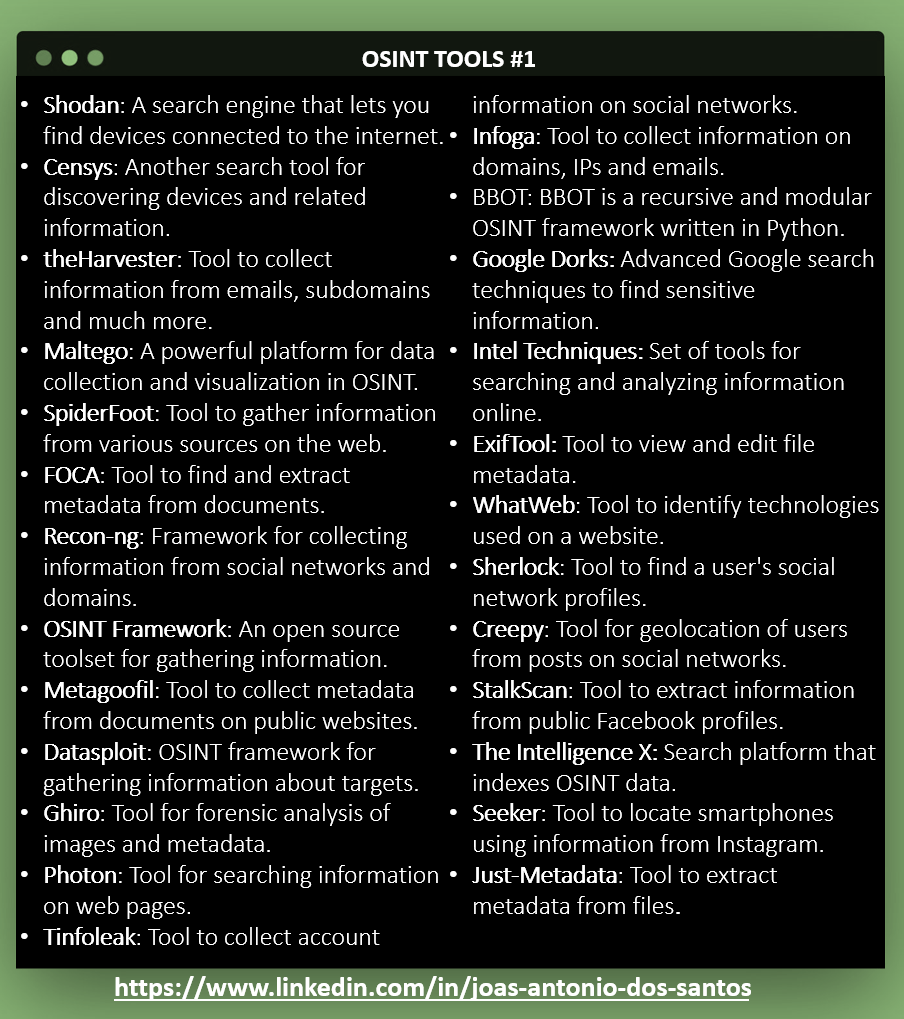 OSINT TOOLS #1
• Shodan: A search engine that lets you
find devices connected to the internet.
• Censys: Another search tool for
discovering devices and related
information.
• theHarvester: Tool to collect
information from emails, subdomains
and much more.
• Maltego: A powerful platform for data
collection and visualization in OSINT.
• SpiderFoot: Tool to gather information
from various sources on the web.
• FOCA: Tool to find and extract
metadata from documents.
• Recon-ng: Framework for collecting
information from social networks and
domains.
• OSINT Framework: An open source
toolset for gathering information.
• Metagoofil: Tool to collect metadata
from documents on public websites.
• Datasploit: OSINT framework for
gathering information about targets.
• Ghiro: Tool for forensic analysis of
images and metadata.
• Photon: Tool for searching information
on web pages.
• Tinfoleak: Tool to collect account
information on social networks.
• Infoga: Tool to collect information on
domains, IPs and emails.
• BBOT: BBOT is a recursive and modular
OSINT framework written in Python.
• Google Dorks: Advanced Google search
techniques to find sensitive
information.
• Intel Techniques: Set of tools for
searching and analyzing information
online.
• ExifTool: Tool to view and edit file
metadata.
• WhatWeb: Tool to identify technologies
used on a website.
• Sherlock: Tool to find a user's social
network profiles.
• Creepy: Tool for geolocation of users
from posts on social networks.
• StalkScan: Tool to extract information
from public Facebook profiles.
• The Intelligence X: Search platform that
indexes OSINT data.
• Seeker: Tool to locate smartphones
using information from Instagram.
• Just-Metadata: Tool to extract
metadata from files.
https://www.linkedin.com/in/joas-antonio-dos-santos